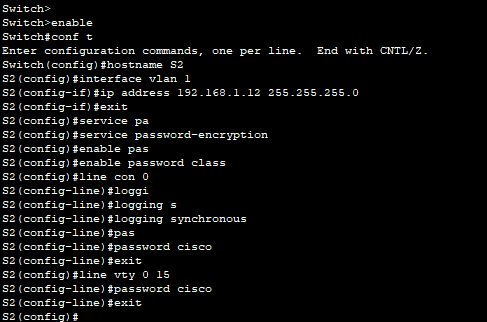 Switch>
Switch>enable
Switch#conf t
Enter configuration commands, one per line.  End with CNTL/Z.
Switch(config)#hostname S2
S2(config)#interface vlan 1
S2(config-if)#ip address 192.168.1.12 255.255.255.0
S2(config-if)#exit
S2(config)#service pa
S2(config)#service password-encryption
S2(config)#enable pas
S2(config)#enable password class
S2(config)#line con 0
S2(config-line)#loggi
S2(config-line)#logging s
S2(config-line)#logging synchronous
S2(config-line)#pas
S2(config-line)#password cisco
S2(config-line)#exit
S2(config)#line vty 0 15
S2(config-line)#password cisco
S2(config-line)#exit
S2(config)#